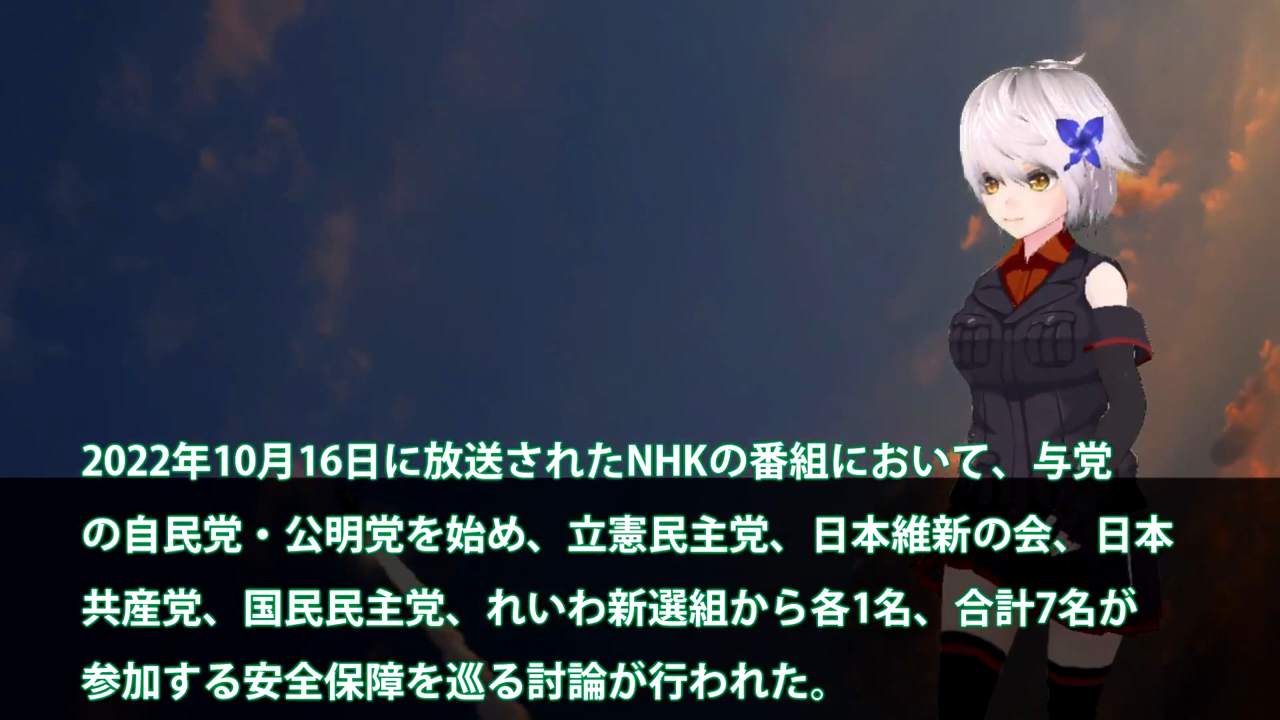 2022年10月16日に放送されたNHKの番組において、与党
の自民党・公明党を始め、立憲民主党、日本維新の会、日本
共産党、国民民主党、れいわ新選組から各1名、合計7名が
参加する安全保障を巡る討論が行われた。